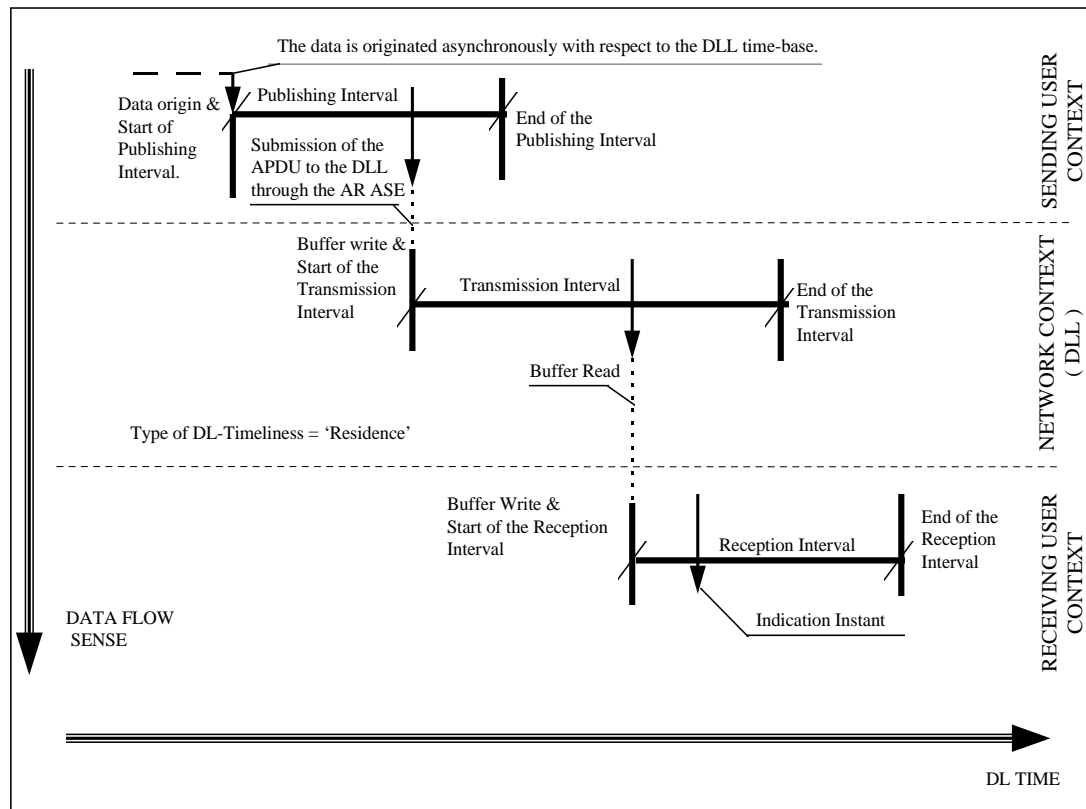 The data is originated asynchronously with respect to the DLL time-base.
Data origin &
Start of
Publishing
Interval.
Publishing Interval
End of the
Publishing Interval
Submission of the
APDU to the DLL
through the AR ASE
SENDING USER
CONTEXT
Buffer write &
Start of the
Transmission
Interval
Transmission Interval
End of the
Transmission
Interval
Buffer Read
Type of DL-Timeliness = ‘Residence’
NETWORK CONTEXT
( DLL )
Buffer Write &
Start of the Reception
Interval
Reception Interval
End of the
Reception
Interval
Indication Instant
RECEIVING USER
CONTEXT
DATA FLOW
SENSE
DL TIME